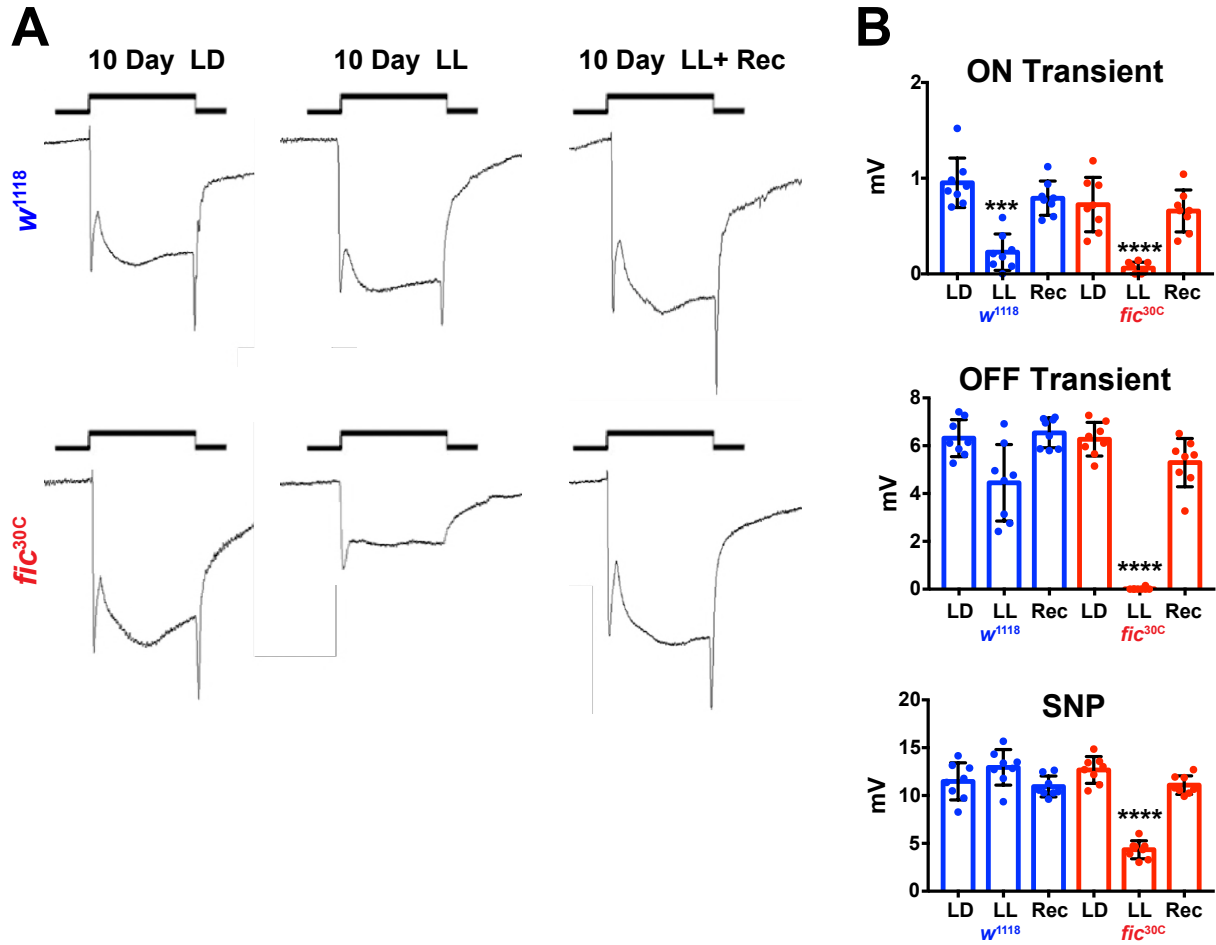 A
10 Day LD
10 Day LL
10 Day LL+ Rec
w1118
fic30C
B
ON Transient
2
1
0
mV
***
****
LD LL Rec LD LL Rec
w1118 fic30C
OFF Transient
8
6
4
2
0
mV
****
LD LL Rec LD LL Rec
w1118 fic30C
SNP
20
15
10
5
0
mV
****
LD LL Rec LD LL Rec
w1118 fic30C